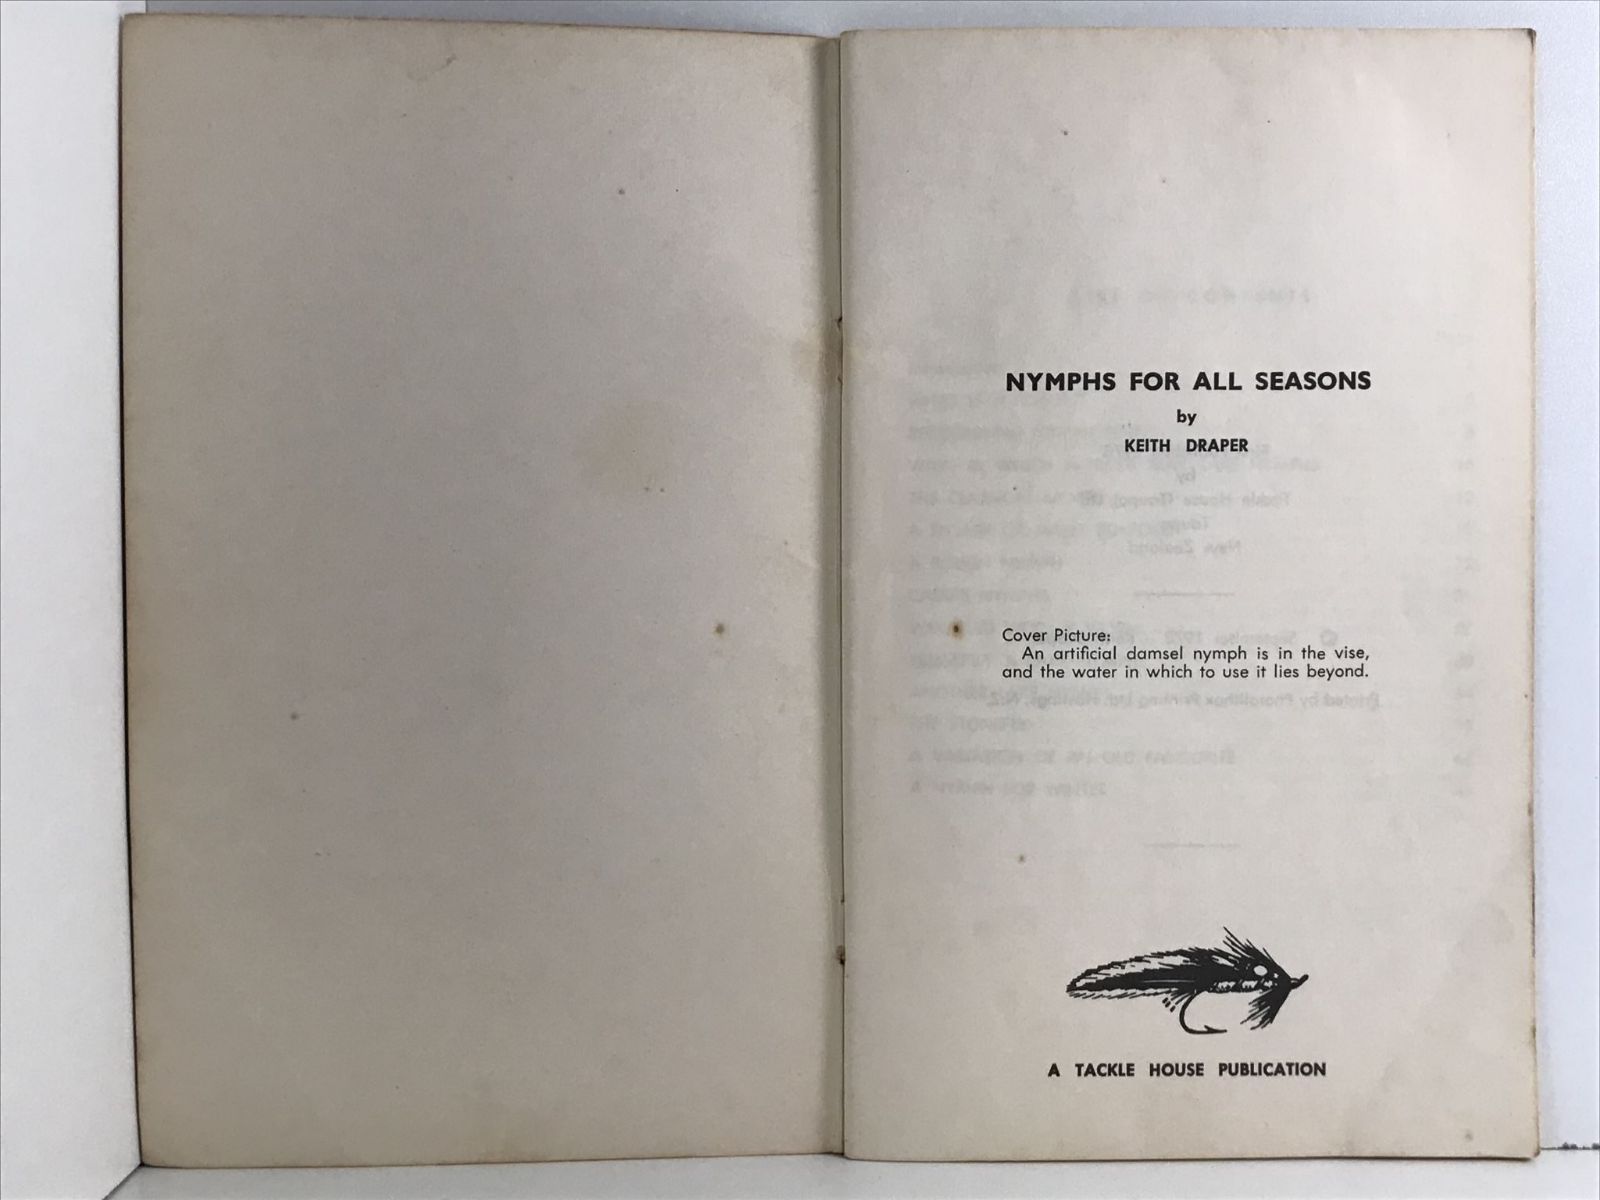 NYMPHS FOR ALL SEASONS
by
KEITH DRAPER
Cover Picture:
An artificial damsel nymph is in the vise,
and the water in which to use it lies beyond.
A TACKLE HOUSE PUBLICATION